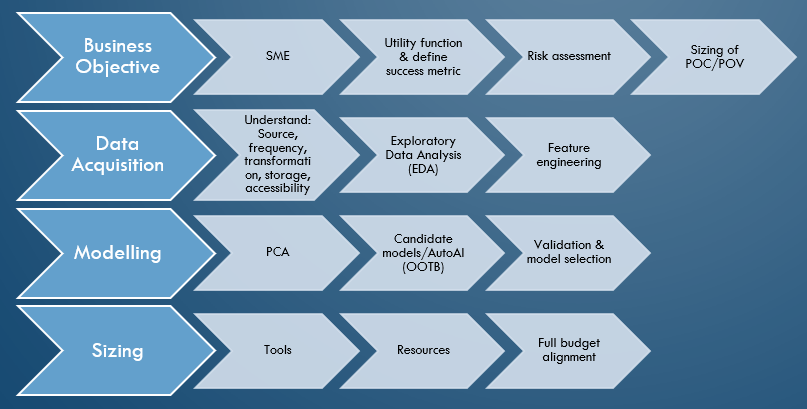 Business
Objective
SME
Utility function
& define
success metric
Risk assessment
Sizing of
POC/POV
Data
Acquisition
Understand:
Source,
frequency,
transformati
on, storage,
accessibility
Exploratory
Data Analysis
(EDA)
Feature
engineering
Modelling
PCA
Candidate
models/AutoAI
(OOTB)
Validation &
model selection
Sizing
Tools
Resources
Full budget
alignment